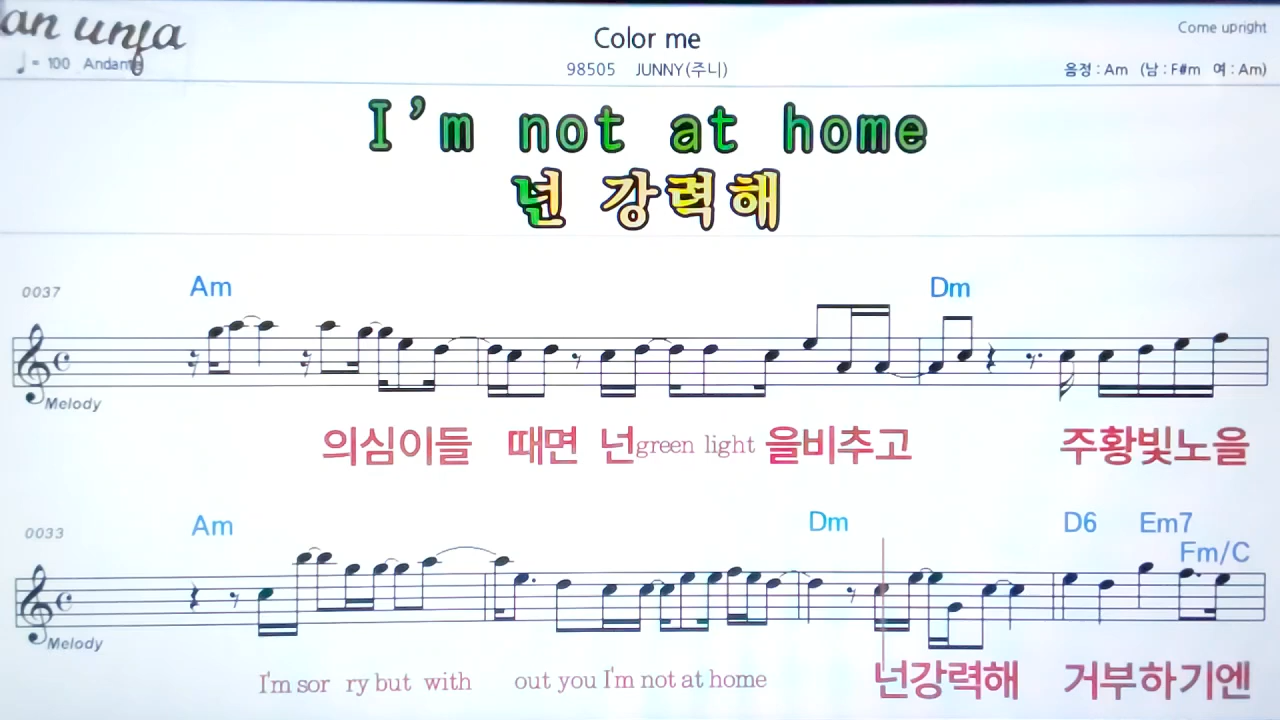 an unfa
Color me
Come upright
♩= 100 Andante
98505 JUNNY(주니)
음정 : Am (남 : F#m 여 : Am)
I'm not at home
넌 강력해
0037
Am Dm
Melody
의심이들 때면 넌green light 을비추고 주황빛노을
0033
Am Dm D6 Em7
Fm/C
Melody
I'm sor ry but with out you I'm not at home 넌강력해 거부하기엔